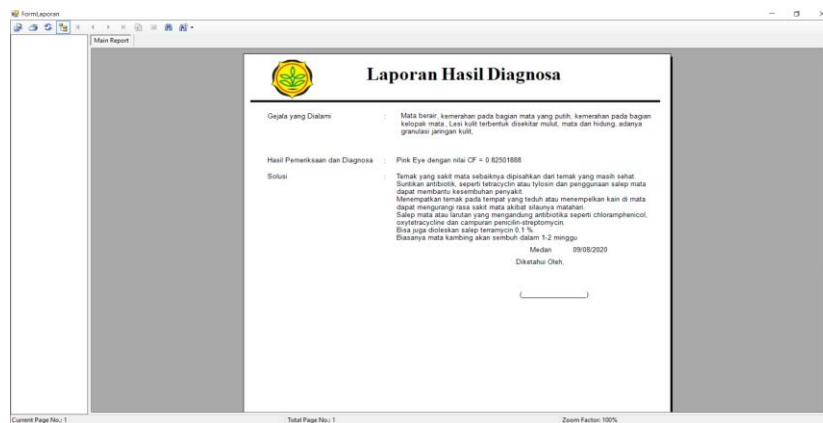 FormLaporan
Main Report
Laporan Hasil Diagnosa
Gejala yang Dialami : Mata berair, kemerahan pada bagian mata yang putih, kemerahan pada bagian
kelopak mata., Lesi kulit terbentuk disekitar mulut, mata dan hidung, adanya
granulasi jaringan kulit,
Hasil Pemeriksaan dan Diagnosa : Pink Eye dengan nilai CF = 0.82501888
Solusi : Ternak yang sakit mata sebaiknya dipisahkan dari ternak yang masih sehat.
Suntikan antibiotik, seperti tetracyclin atau tylosin dan penggunaan salep mata
dapat membantu kesembuhan penyakit.
Menempatkan ternak pada tempat yang teduh atau menempelkan kain di mata
dapat mengurangi rasa sakit mata akibat silaunya matahari.
Salep mata atau larutan yang mengandung antibiotika seperti chloramphenicol,
oxytetracycline dan campuran penicilin-streptomycin.
Bisa juga dioleskan salep terramycin 0,1 %.
Biasanya mata kambing akan sembuh dalam 1-2 minggu
Medan 09/08/2020
Diketahui Oleh,
(______________)
Current Page No.: 1 Total Page No.: 1 Zoom Factor: 100%